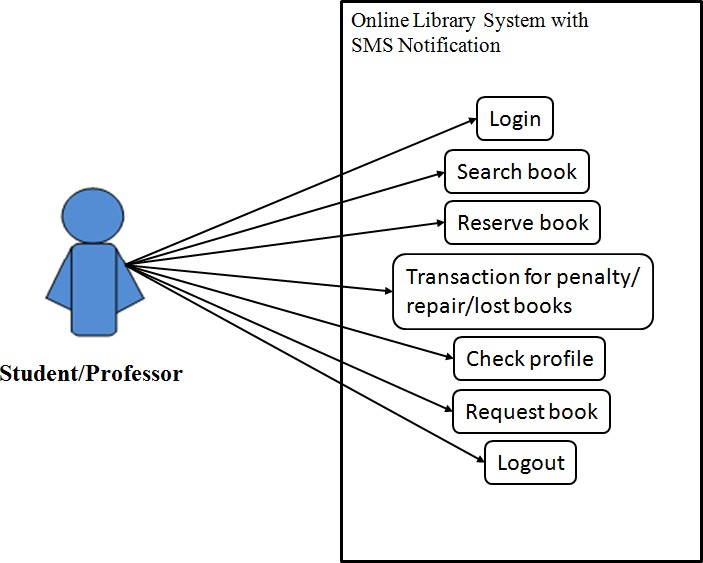 Online Library System with
SMS Notification
Login
Search book
Reserve book
Transaction for penalty/
repair/lost books
Check profile
Request book
Logout
Student/Professor